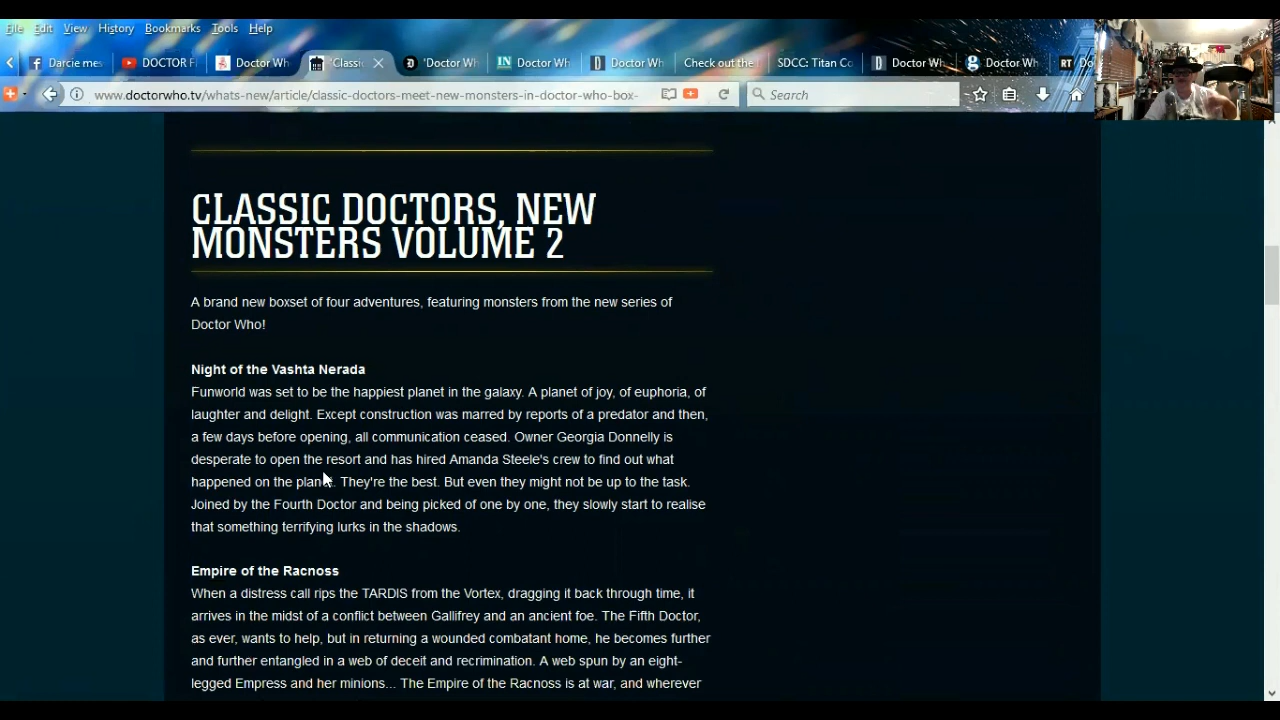 File Edit View History Bookmarks Tools Help
Darcie mes
DOCTOR F
Doctor Wh
'Classic
'Doctor Wh
Doctor Wh
Doctor Wh
Check out the
SDCC: Titan Co
Doctor Wh
Doctor Wh
Do
www.doctorwho.tv/whats-new/article/classic-doctors-meet-new-monsters-in-doctor-who-box-
Search
CLASSIC DOCTORS, NEW
MONSTERS VOLUME 2
A brand new boxset of four adventures, featuring monsters from the new series of
Doctor Who!
Night of the Vashta Nerada
Funworld was set to be the happiest planet in the galaxy. A planet of joy, of euphoria, of
laughter and delight. Except construction was marred by reports of a predator and then,
a few days before opening, all communication ceased. Owner Georgia Donnelly is
desperate to open the resort and has hired Amanda Steele's crew to find out what
happened on the planet. They're the best. But even they might not be up to the task.
Joined by the Fourth Doctor and being picked of one by one, they slowly start to realise
that something terrifying lurks in the shadows.
Empire of the Racnoss
When a distress call rips the TARDIS from the Vortex, dragging it back through time, it
arrives in the midst of a conflict between Gallifrey and an ancient foe. The Fifth Doctor,
as ever, wants to help, but in returning a wounded combatant home, he becomes further
and further entangled in a web of deceit and recrimination. A web spun by an eight-
legged Empress and her minions... The Empire of the Racnoss is at war, and wherever